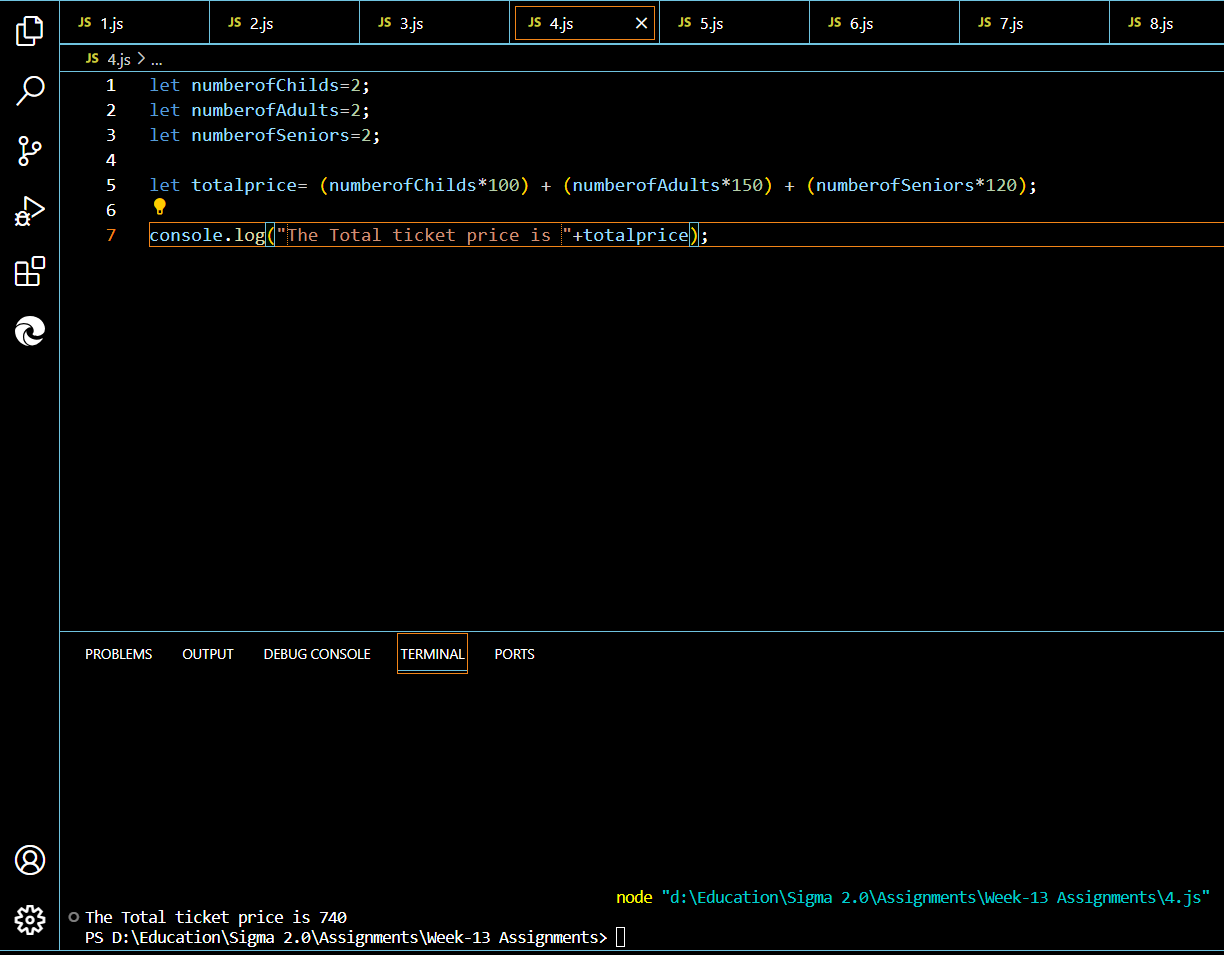 JS 1.js JS 2.js JS 3.js JS 4.js JS 5.js JS 6.js JS 7.js JS 8.js
JS 4.js > ...
1 let numberofChilds=2;
2 let numberofAdults=2;
3 let numberofSeniors=2;
4
5 let totalprice= (numberofChilds*100) + (numberofAdults*150) + (numberofSeniors*120);
6
7 console.log("The Total ticket price is "+totalprice);
PROBLEMS OUTPUT DEBUG CONSOLE TERMINAL PORTS
node "d:\Education\Sigma 2.0\Assignments\Week-13 Assignments\4.js"
The Total ticket price is 740
PS D:\Education\Sigma 2.0\Assignments\Week-13 Assignments>